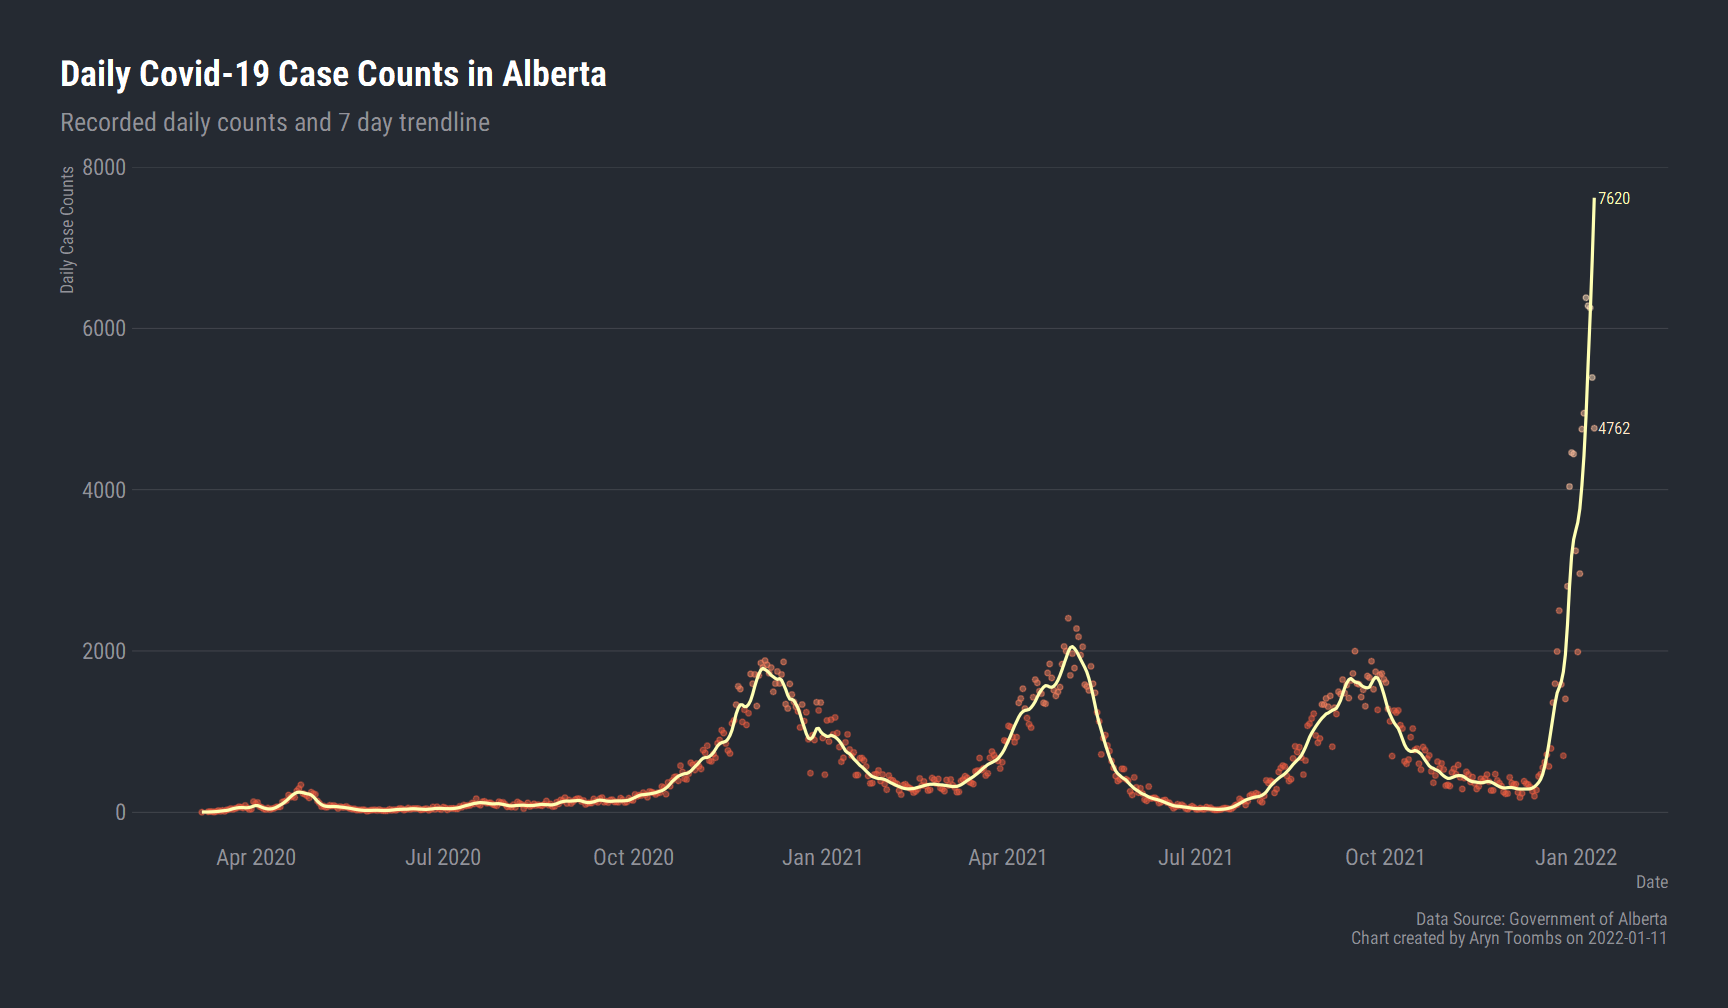 Daily Covid-19 Case Counts in Alberta
Recorded daily counts and 7 day trendline
Daily Case Counts
8000
6000
4000
2000
0
7620
4762
Apr 2020
Jul 2020
Oct 2020
Jan 2021
Apr 2021
Jul 2021
Oct 2021
Jan 2022
Date
Data Source: Government of Alberta
Chart created by Aryn Toombs on 2022-01-11